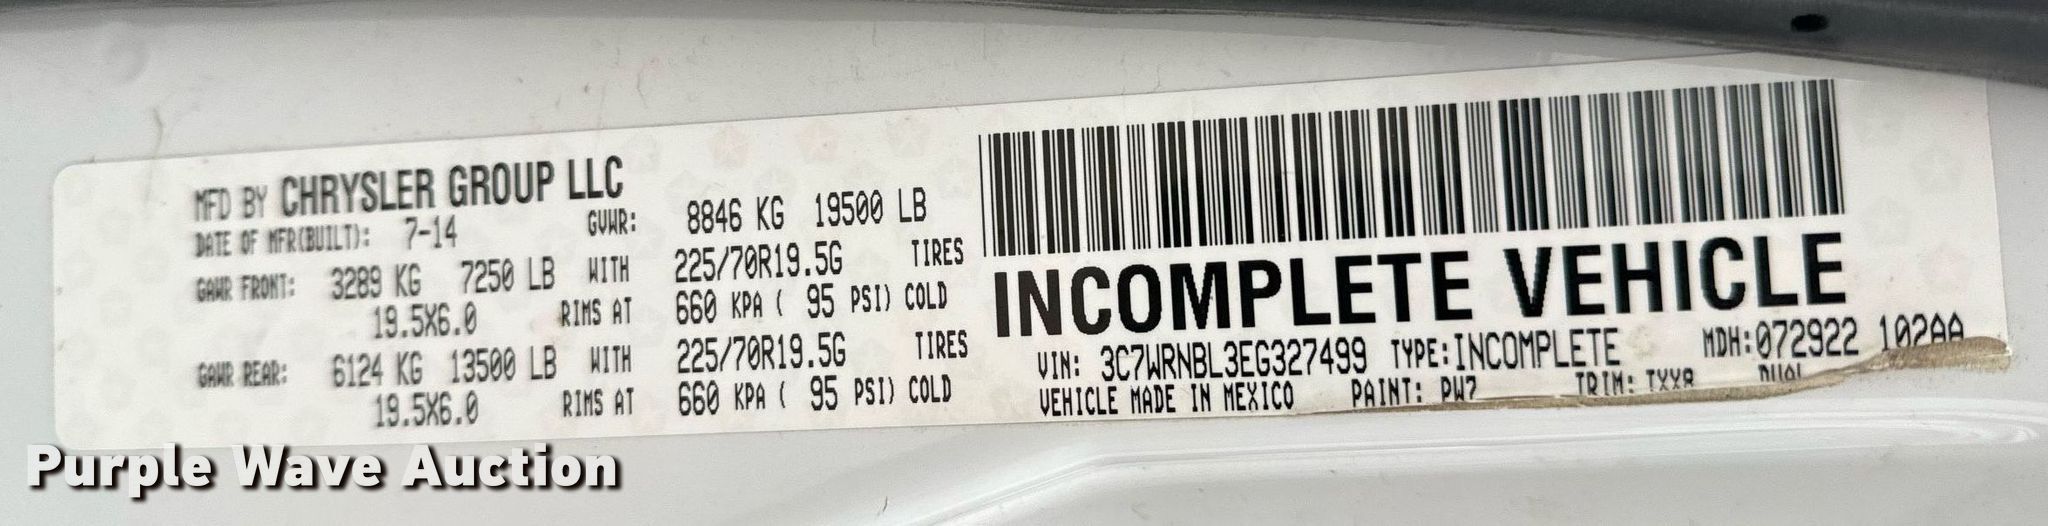 MFD BY CHRYSLER GROUP LLC
DATE OF MFR(BUILT): 7-14 GVWR: 8846 KG 19500 LB
GAWR FRONT: 3289 KG 7250 LB WITH 225/70R19.5G TIRES
19.5X6.0 RIMS AT 660 KPA ( 95 PSI) COLD
GAWR REAR: 6124 KG 13500 LB WITH 225/70R19.5G TIRES
19.5X6.0 RIMS AT 660 KPA ( 95 PSI) COLD
INCOMPLETE VEHICLE
VIN: 3C7WRNBL3EG327499 TYPE:INCOMPLETE MDH:072922 102AA
VEHICLE MADE IN MEXICO PAINT: PW7 TRIM: TXX8 DUAL
Purple Wave Auction